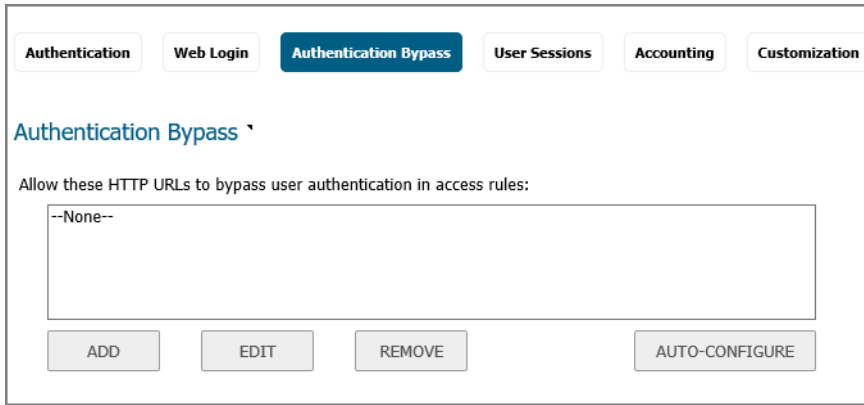 Authentication Web Login Authentication Bypass User Sessions Accounting Customization
Authentication Bypass
Allow these HTTP URLs to bypass user authentication in access rules:
--None--
ADD EDIT REMOVE AUTO-CONFIGURE